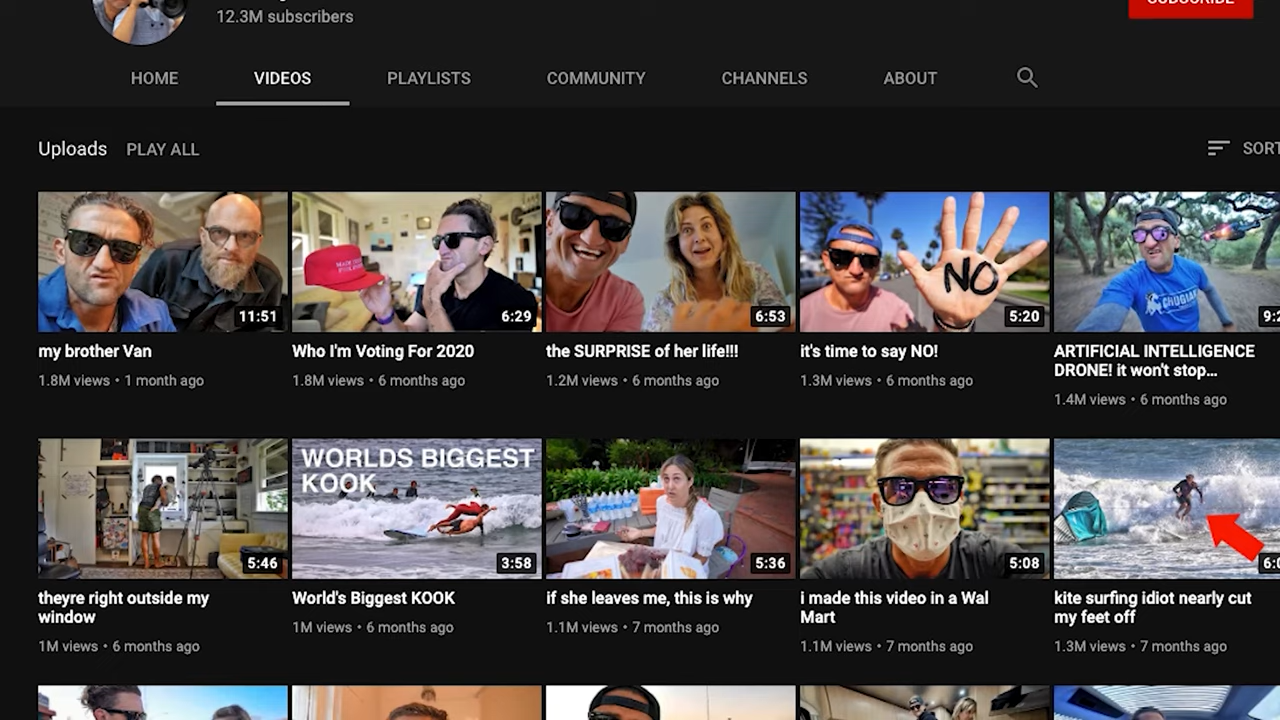 12.3M subscribers
SUBSCRIBE
HOME VIDEOS PLAYLISTS COMMUNITY CHANNELS ABOUT
Uploads PLAY ALL SORT
NO
11:51 6:29 6:53 5:20 9:2
my brother Van
1.8M views • 1 month ago
Who I'm Voting For 2020
1.8M views • 6 months ago
the SURPRISE of her life!!!
1.2M views • 6 months ago
it's time to say NO!
1.3M views • 6 months ago
ARTIFICIAL INTELLIGENCE
DRONE! it won't stop...
1.4M views • 6 months ago
WORLDS BIGGEST
KOOK
5:46 3:58 5:36 5:08 6:0
theyre right outside my
window
1M views • 6 months ago
World's Biggest KOOK
1M views • 6 months ago
if she leaves me, this is why
1.1M views • 7 months ago
i made this video in a Wal
Mart
1.1M views • 7 months ago
kite surfing idiot nearly cut
my feet off
1.3M views • 7 months ago